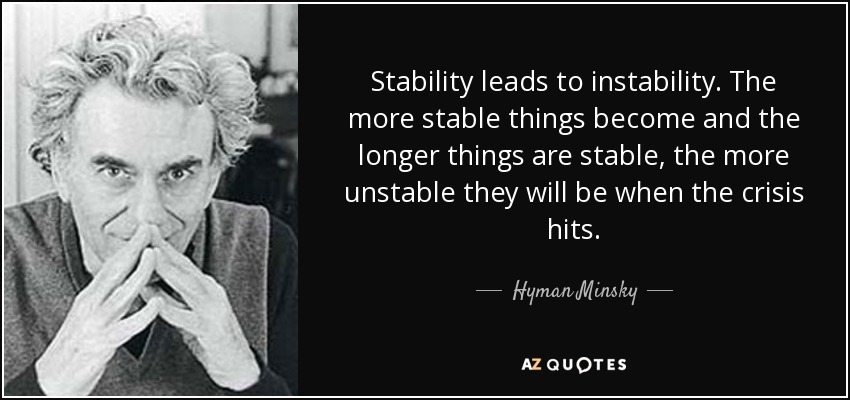 Stability leads to instability. The
more stable things become and the
longer things are stable, the more
unstable they will be when the crisis
hits.
Hyman Minsky
AZ QUOTES